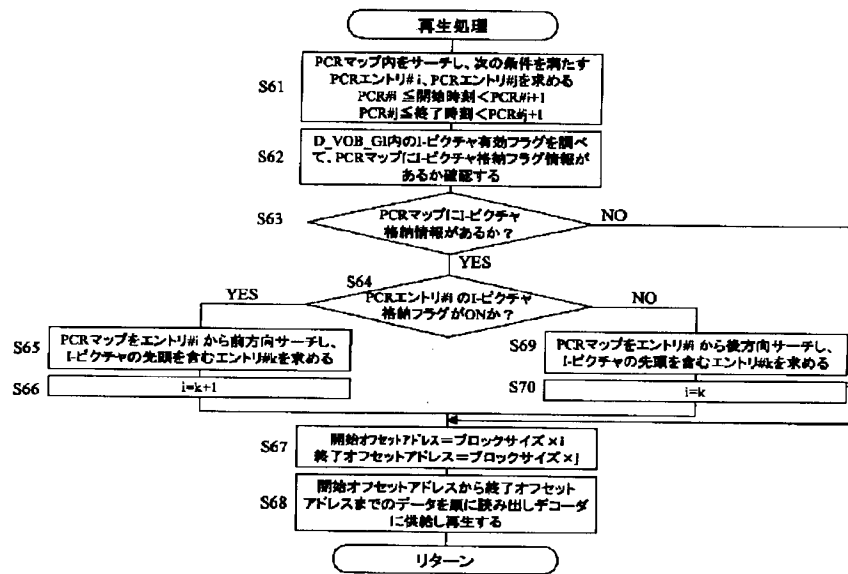 再生処理
S61
PCRマップ内をサーチし、次の条件を満たす
PCRエントリ#i、PCRエントリ#jを求める
PCR#i ≦開始時刻<PCR#i+1
PCR#j≦終了時刻<PCR#j+1
S62
D_VOB_GI内のI-ピクチャ有効フラグを調べ
て、PCRマップにI-ピクチャ格納フラグ情報が
あるか確認する
S63
PCRマップにI-ピクチャ
格納情報があるか?
NO
YES
S64
PCRエントリ#iのI-ピクチャ
格納フラグがONか?
YES
NO
S65
PCRマップをエントリ#i から前方向サーチし、
I-ピクチャの先頭を含むエントリ#kを求める
S66
i=k+1
S69
PCRマップをエントリ#i から後方向サーチし、
I-ピクチャの先頭を含むエントリ#kを求める
S70
i=k
S67
開始オフセットアドレス=ブロックサイズ×i
終了オフセットアドレス=ブロックサイズ×j
S68
開始オフセットアドレスから終了オフセット
アドレスまでのデータを順に読み出しデコーダ
に供給し再生する
リターン